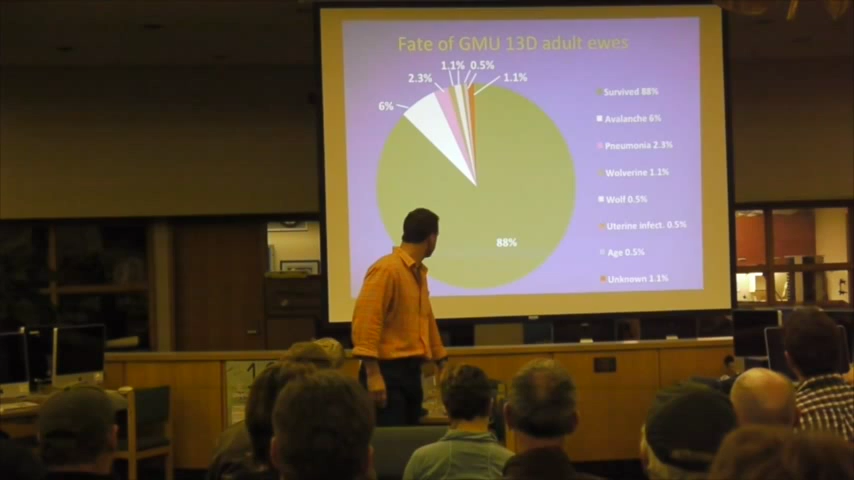 Fate of GMU 13D adult ewes
1.1% 0.5%
2.3%
1.1%
6%
88%
Survived 88%
Avalanche 6%
Pneumonia 2.3%
Wolverine 1.1%
Wolf 0.5%
Uterine infect. 0.5%
Age 0.5%
Unknown 1.1%